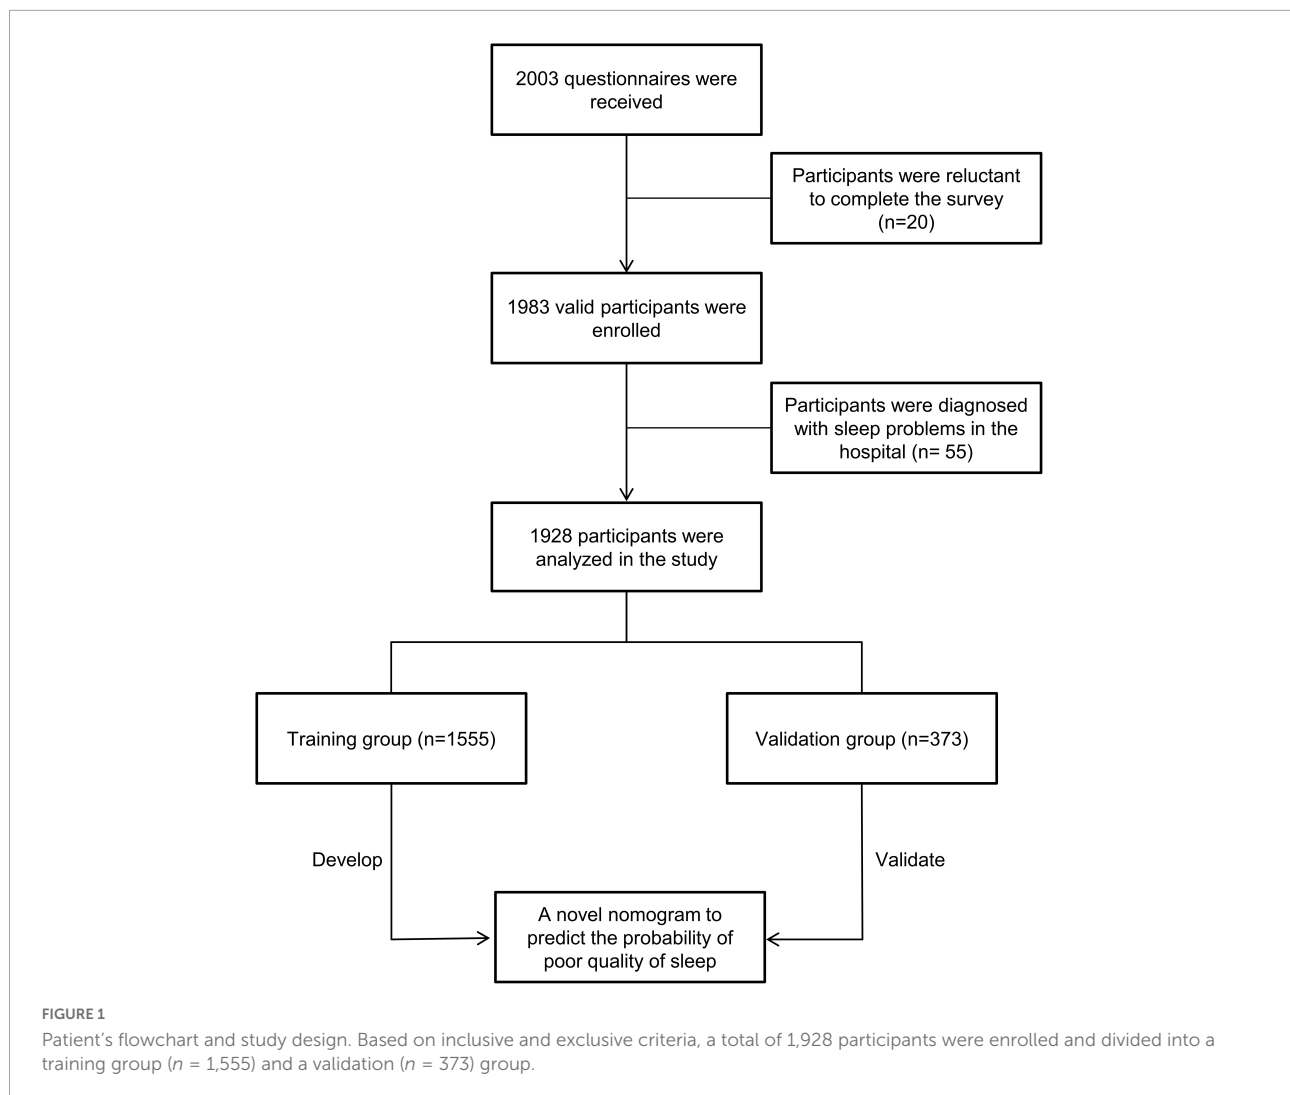 2003 questionnaires were
received
Participants were reluctant
to complete the survey
(n=20)
1983 valid participants were
enrolled
Participants were diagnosed
with sleep problems in the
hospital (n= 55)
1928 participants were
analyzed in the study
Training group (n=1555)
Validation group (n=373)
Develop
Validate
A novel nomogram to
predict the probability of
poor quality of sleep
FIGURE 1
Patient’s flowchart and study design. Based on inclusive and exclusive criteria, a total of 1,928 participants were enrolled and divided into a
training group (n = 1,555) and a validation (n = 373) group.